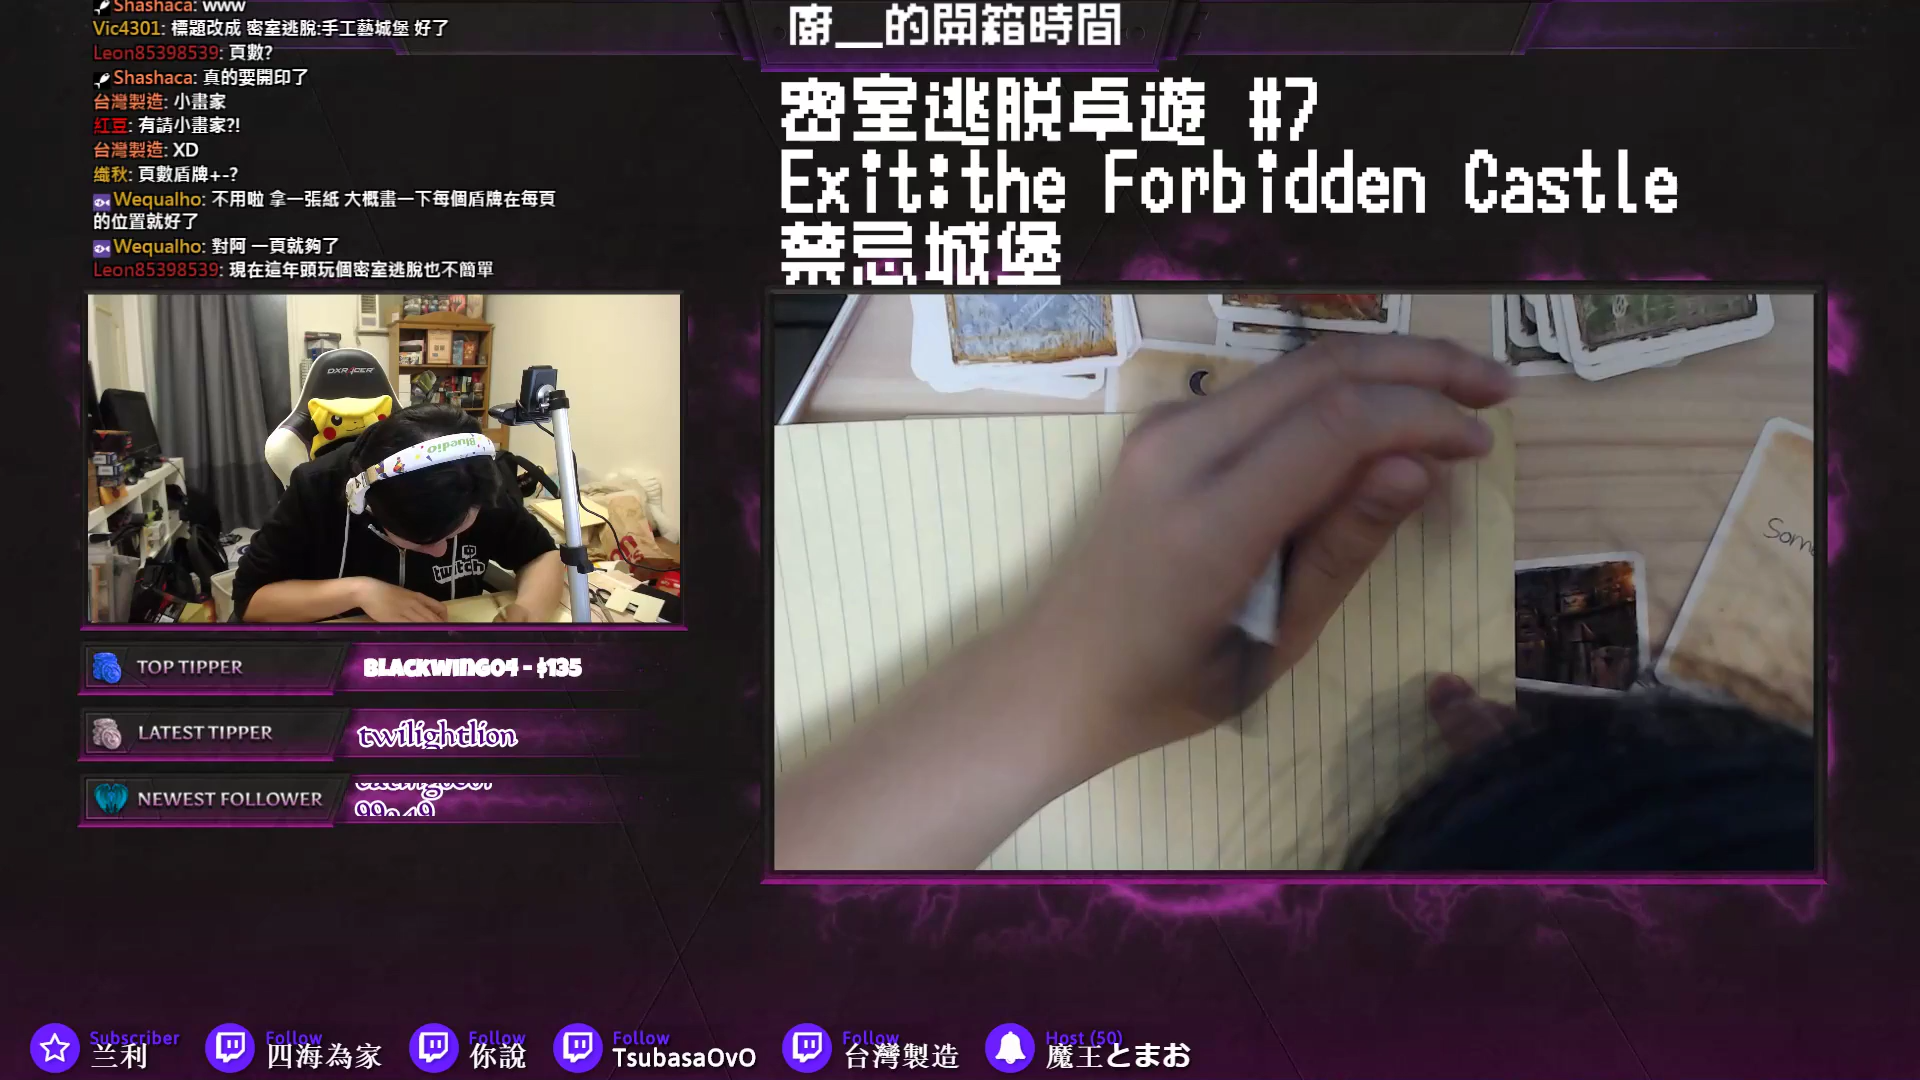 Shashaca: www
Vic4301: 標題改成 密室逃脫:手工藝城堡 好了
Leon85398539: 頁數?
Shashaca: 真的要開印了
台灣製造: 小畫家
紅豆: 有請小畫家?!
台灣製造: XD
織秋: 頁數盾牌+-?
Wequalho: 不用啦 拿一張紙 大概畫一下每個盾牌在每頁
的位置就好了
Wequalho: 對阿 一頁就夠了
Leon85398539: 現在這年頭玩個密室逃脫也不簡單
廚__的開箱時間
密室逃脱卓遊 #7
Exit:the Forbidden Castle
禁忌城堡
DXRACER
Bluedio
twitch
Some
TOP TIPPER
BLACKWING04 - $135
LATEST TIPPER
twilightlion
NEWEST FOLLOWER
Subscriber
兰利
Follow
四海為家
Follow
你說
Follow
TsubasaOvO
Follow
台灣製造
Host (50)
魔王とまお